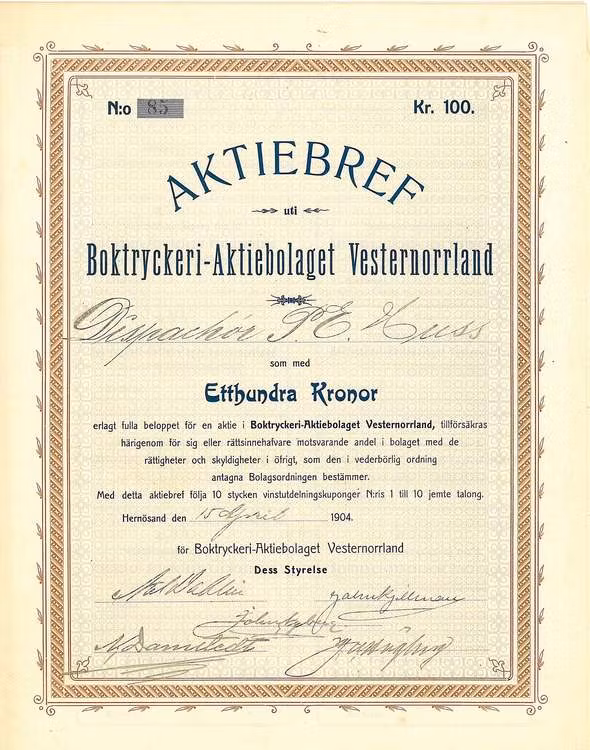 N:o 85 Kr. 100.
AKTIEBREF
uti
Boktryckeri-Aktiebolaget Vesternorrland
Dispachör P. E. Huss
som med
Etthundra Kronor
erlagt fulla beloppet för en aktie i Boktryckeri-Aktiebolaget Vesternorrland, tillförsäkras
härigenom för sig eller rättsinnehafvare motsvarande andel i bolaget med de
rättigheter och skyldigheter i öfrigt, som den i vederbörlig ordning
antagna Bolagsordningen bestämmer.
Med detta aktiebref följa 10 stycken vinstutdelningskuponger N:ris 1 till 10 jemte talong.
Hernösand den 15 April 1904.
för Boktryckeri-Aktiebolaget Vesternorrland
Dess Styrelse